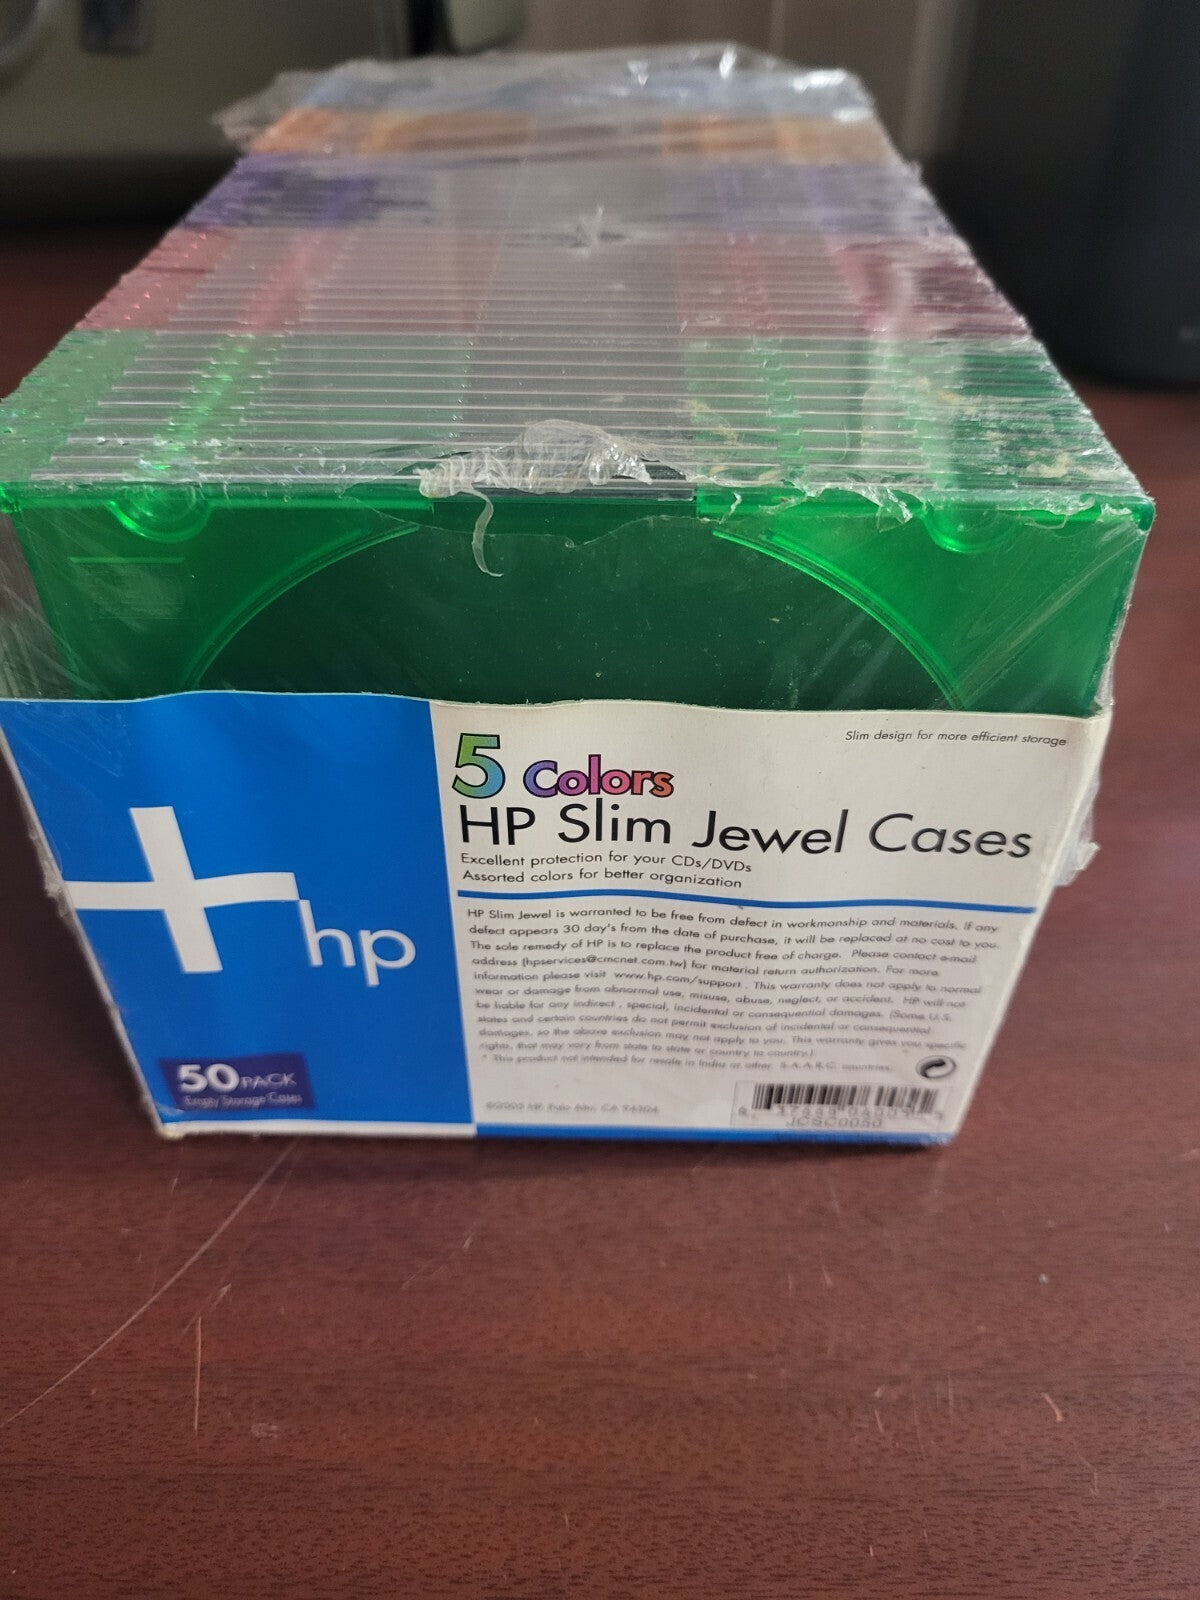 Slim design for more efficient storage
5 Colors
HP Slim Jewel Cases
Excellent protection for your CDs/DVDs
Assorted colors for better organization
HP Slim Jewel is warranted to be free from defect in workmanship and materials. If any
defect appears 30 day's from the date of purchase, it will be replaced at no cost to you.
The sole remedy of HP is to replace the product free of charge. Please contact e-mail
address (hpservices@cmcnet.com.tw) for material return authorization. For more
information please visit www.hp.com/support . This warranty does not apply to normal
wear or damage from abnormal use, misuse, abuse, neglect, or accident. HP will not
be liable for any indirect , special, incidental or consequential damages. (Some U.S.
states and certain countries do not permit exclusion of incidental or consequential
damages, so the above exclusion may not apply to you. This warranty gives you specific
rights, that may vary from state to state or country to country.)
* This product not intended for resale in India or other S.A.A.R.C. countries.
©2005 HP, Palo Alto, CA 94304
JCSC0050
hp
50 PACK
Empty Storage Cases